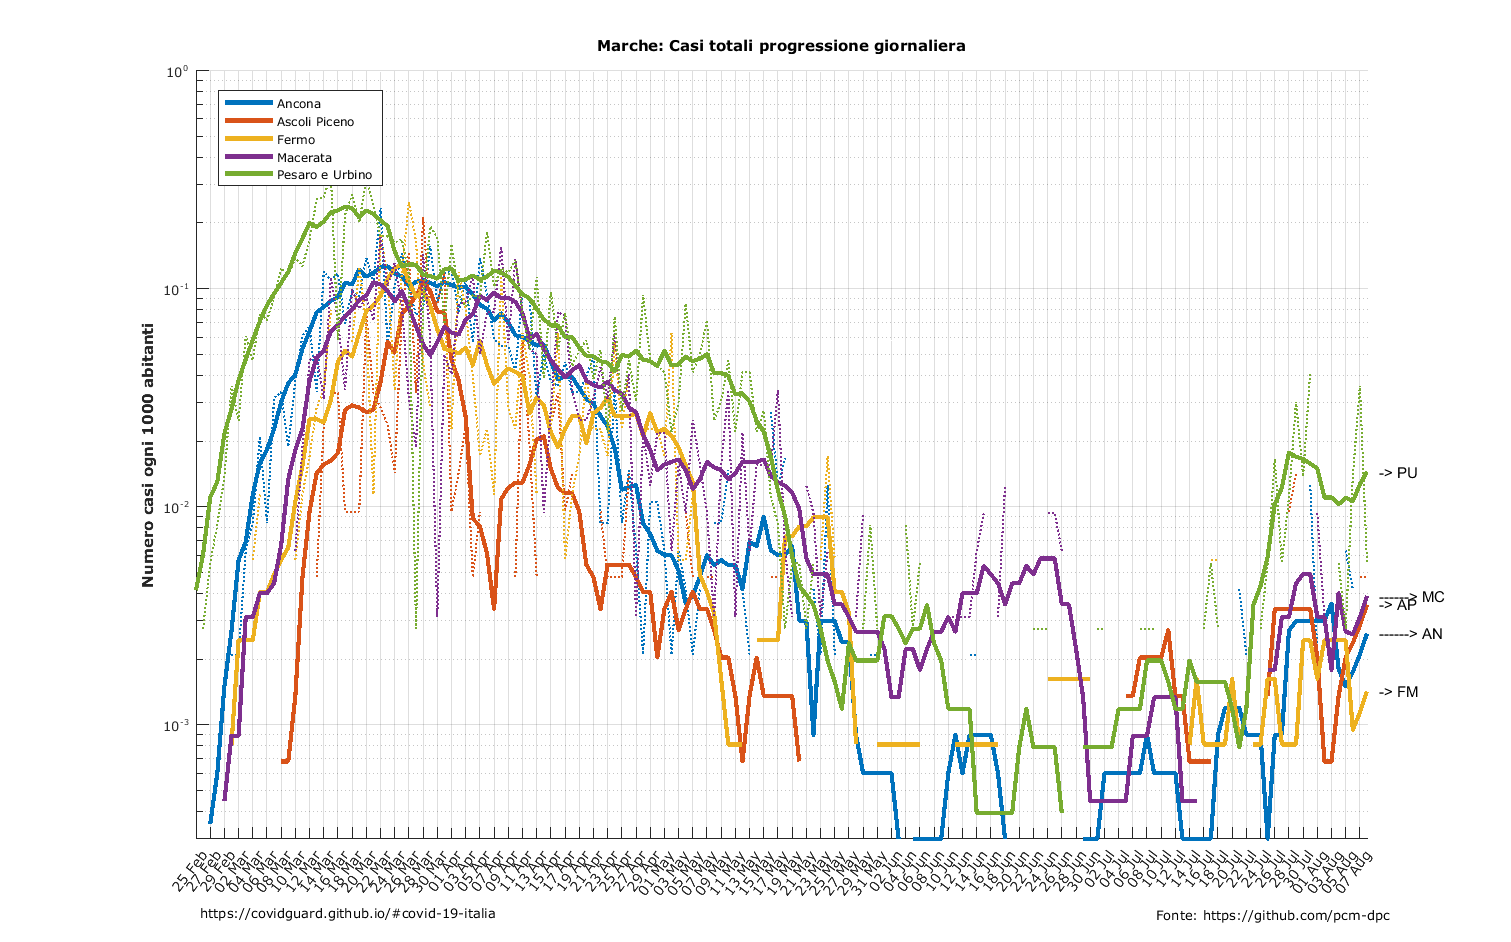 Marche: Casi totali progressione giornaliera
10⁰
10⁻¹
10⁻²
10⁻³
Numero casi ogni 1000 abitanti
Ancona
Ascoli Piceno
Fermo
Macerata
Pesaro e Urbino
-> PU
------> MC
-> AP
------> AN
-> FM
25 Feb
27 Feb
29 Feb
02 Mar
04 Mar
06 Mar
08 Mar
10 Mar
12 Mar
14 Mar
16 Mar
18 Mar
20 Mar
22 Mar
24 Mar
26 Mar
28 Mar
30 Mar
01 Apr
03 Apr
05 Apr
07 Apr
09 Apr
11 Apr
13 Apr
15 Apr
17 Apr
19 Apr
21 Apr
23 Apr
25 Apr
27 Apr
29 Apr
01 May
03 May
05 May
07 May
09 May
11 May
13 May
15 May
17 May
19 May
21 May
23 May
25 May
27 May
29 May
31 May
02 Jun
04 Jun
06 Jun
08 Jun
10 Jun
12 Jun
14 Jun
16 Jun
18 Jun
20 Jun
22 Jun
24 Jun
26 Jun
28 Jun
30 Jun
02 Jul
04 Jul
06 Jul
08 Jul
10 Jul
12 Jul
14 Jul
16 Jul
18 Jul
20 Jul
22 Jul
24 Jul
26 Jul
28 Jul
30 Jul
01 Aug
03 Aug
05 Aug
07 Aug
https://covidguard.github.io/#covid-19-italia
Fonte: https://github.com/pcm-dpc